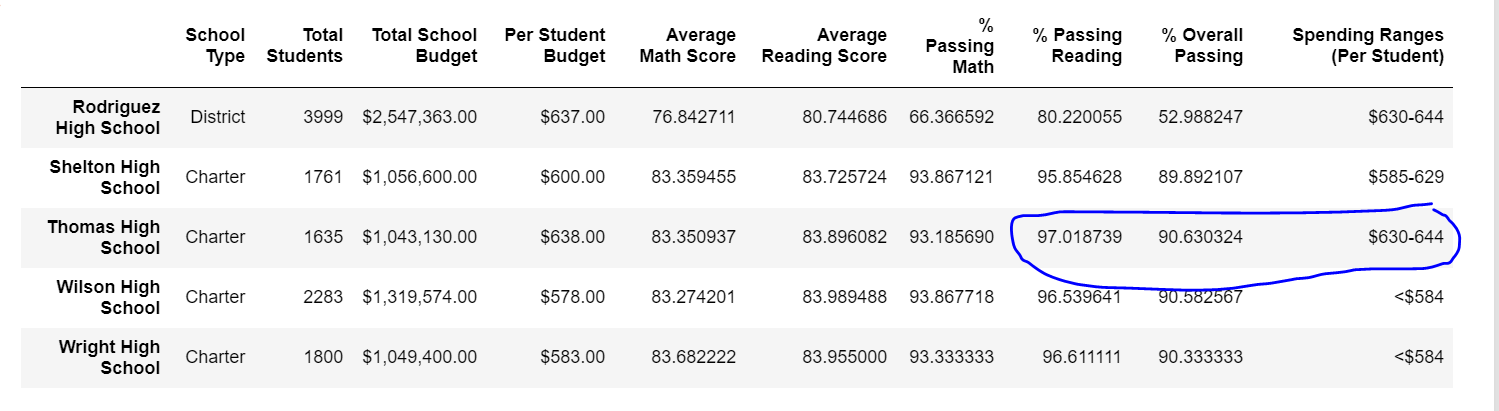 School Type Total Students Total School Budget Per Student Budget Average Math Score Average Reading Score % Passing Math % Passing Reading % Overall Passing Spending Ranges (Per Student)
Rodriguez High School District 3999 $2,547,363.00 $637.00 76.842711 80.744686 66.366592 80.220055 52.988247 $630-644
Shelton High School Charter 1761 $1,056,600.00 $600.00 83.359455 83.725724 93.867121 95.854628 89.892107 $585-629
Thomas High School Charter 1635 $1,043,130.00 $638.00 83.350937 83.896082 93.185690 97.018739 90.630324 $630-644
Wilson High School Charter 2283 $1,319,574.00 $578.00 83.274201 83.989488 93.867718 96.539641 90.582567 <$584
Wright High School Charter 1800 $1,049,400.00 $583.00 83.682222 83.955000 93.333333 96.611111 90.333333 <$584